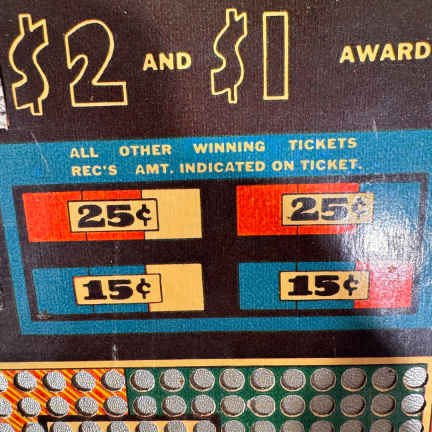 $2 AND $1 AWARD
ALL OTHER WINNING TICKETS
REC'S AMT. INDICATED ON TICKET.
25¢ 25¢
15¢ 15¢